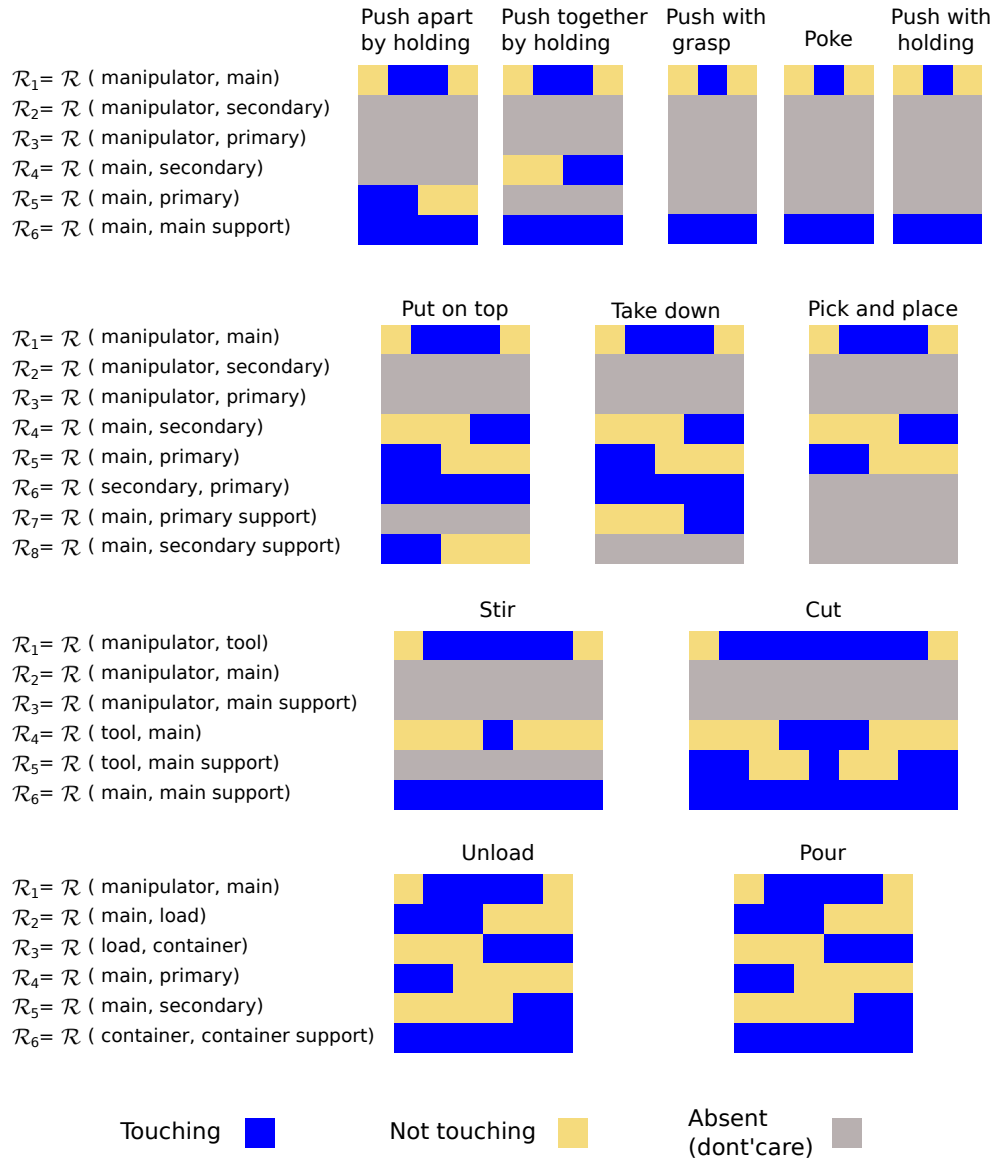 Push apart by holding
Push together by holding
Push with grasp
Poke
Push with holding
R1= R ( manipulator, main)
R2= R ( manipulator, secondary)
R3= R ( manipulator, primary)
R4= R ( main, secondary)
R5= R ( main, primary)
R6= R ( main, main support)
Put on top
Take down
Pick and place
R1= R ( manipulator, main)
R2= R ( manipulator, secondary)
R3= R ( manipulator, primary)
R4= R ( main, secondary)
R5= R ( main, primary)
R6= R ( secondary, primary)
R7= R ( main, primary support)
R8= R ( main, secondary support)
Stir
Cut
R1= R ( manipulator, tool)
R2= R ( manipulator, main)
R3= R ( manipulator, main support)
R4= R ( tool, main)
R5= R ( tool, main support)
R6= R ( main, main support)
Unload
Pour
R1= R ( manipulator, main)
R2= R ( main, load)
R3= R ( load, container)
R4= R ( main, primary)
R5= R ( main, secondary)
R6= R ( container, container support)
Touching
Not touching
Absent (dont'care)